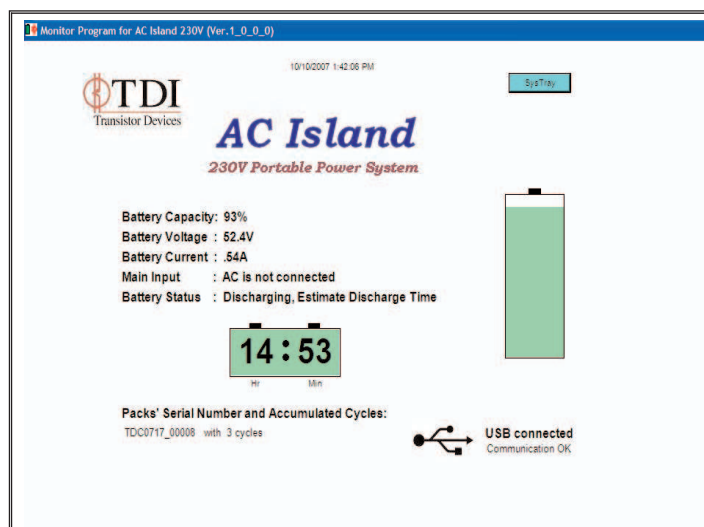 Monitor Program for AC Island 230V (Ver.1_0_0_0)
10/10/2007 1:42:06 PM
SysTray
TDI
Transistor Devices
AC Island
230V Portable Power System
Battery Capacity: 93%
Battery Voltage : 52.4V
Battery Current : .54A
Main Input : AC is not connected
Battery Status : Discharging, Estimate Discharge Time
14:53
Hr Min
Packs' Serial Number and Accumulated Cycles:
TDC0717_00008 with 3 cycles
USB connected
Communication OK